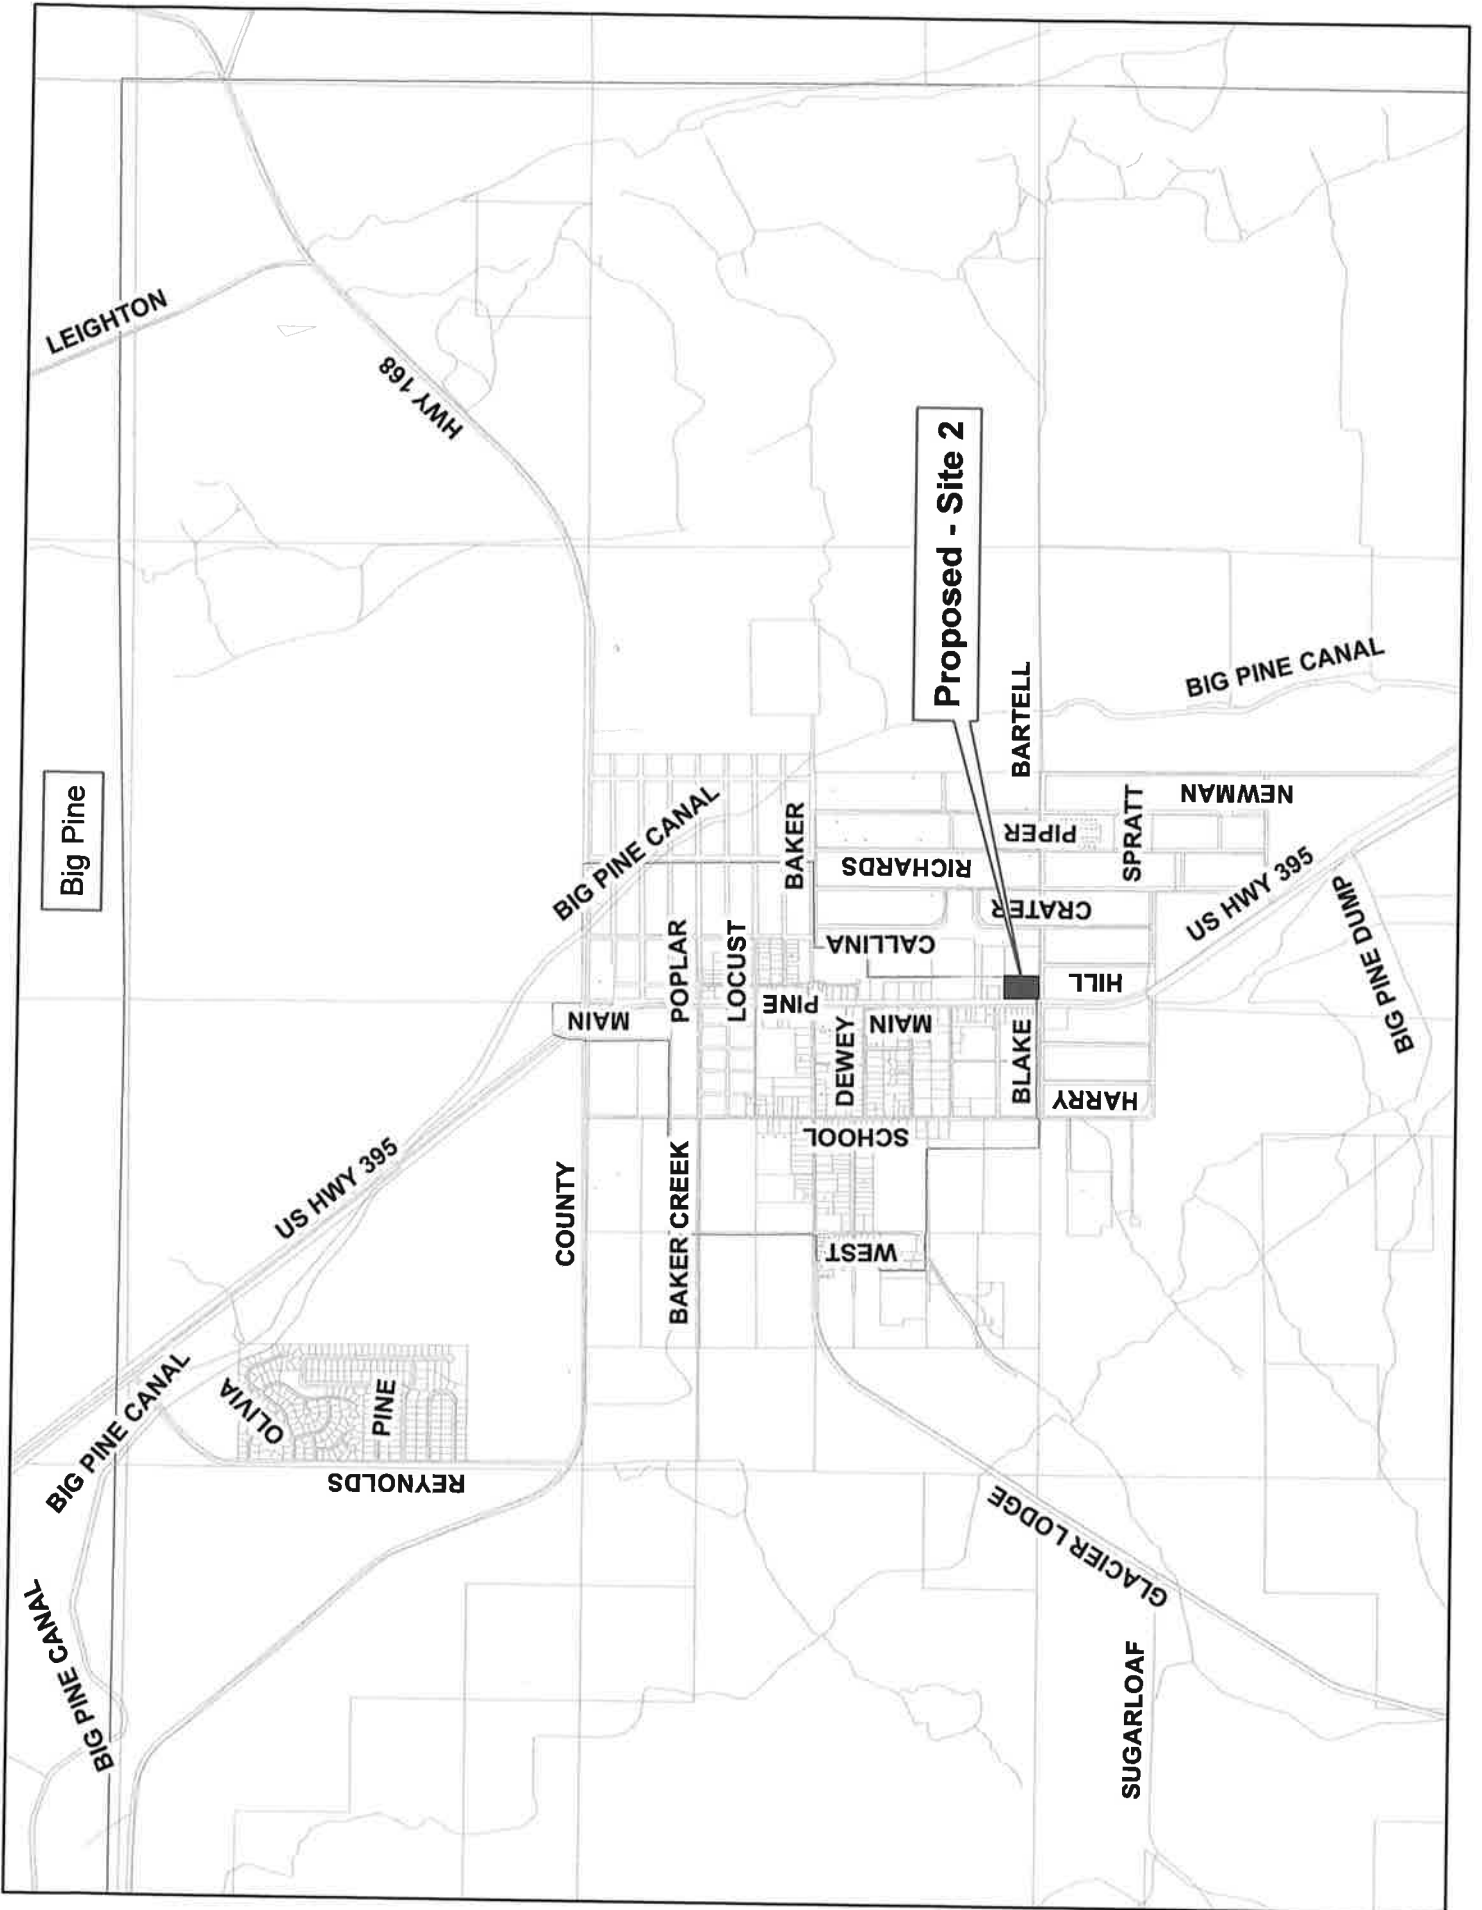 Big Pine
BIG PINE CANAL
BIG PINE CANAL
US HWY 395
OLIVIA
PINE
REYNOLDS
LEIGHTON
HWY 168
COUNTY
MAIN
BIG PINE CANAL
BAKER CREEK
POPLAR
LOCUST
PINE
BAKER
DEWEY
MAIN
CALLINA
RICHARDS
SCHOOL
WEST
Proposed - Site 2
BLAKE
BARTELL
PIPER
CRATER
HILL
HARRY
SPRATT
NEWMAN
BIG PINE CANAL
US HWY 395
BIG PINE DUMP
GLACIER LODGE
SUGARLOAF